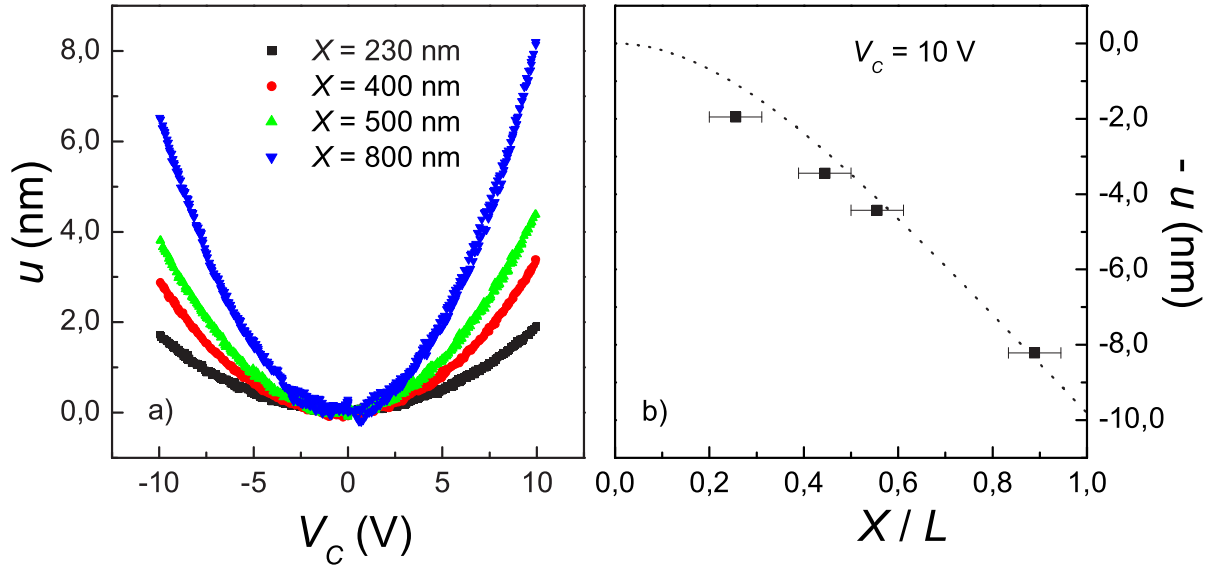 8,0
6,0
4,0
2,0
0,0
u (nm)
X = 230 nm
X = 400 nm
X = 500 nm
X = 800 nm
a)
-10 -5 0 5 10
V_C (V)
V_C = 10 V
b)
0,0
-2,0
-4,0
-6,0
-8,0
-10,0
- u (nm)
0,0 0,2 0,4 0,6 0,8 1,0
X / L